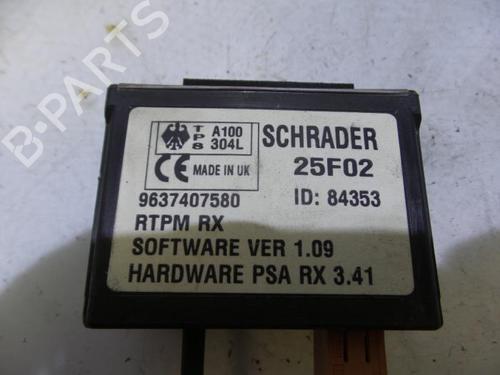 T P S A100 304L
SCHRADER
CE MADE IN UK
25F02
9637407580 ID: 84353
RTPM RX
SOFTWARE VER 1.09
HARDWARE PSA RX 3.41
B-PARTS